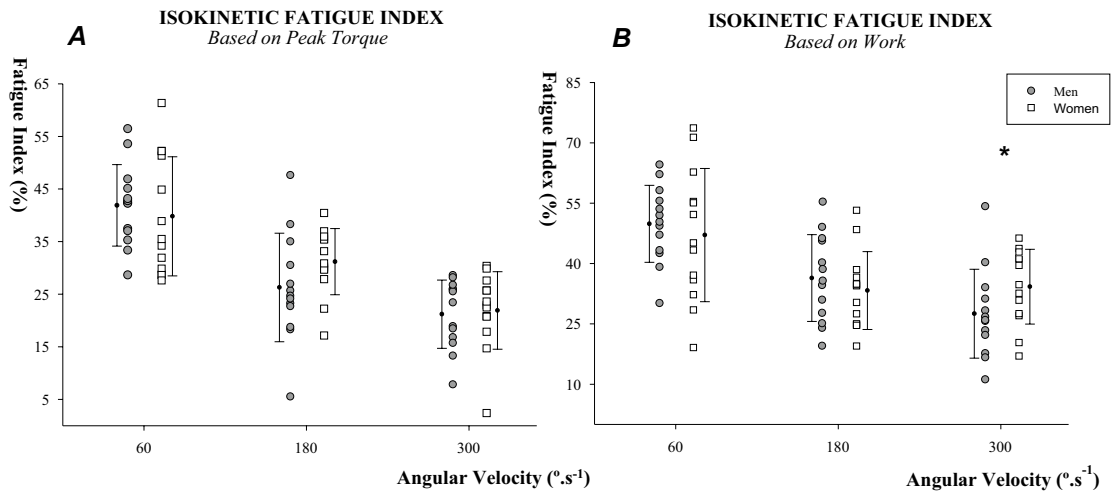 ISOKINETIC FATIGUE INDEX
A
Based on Peak Torque
Fatigue Index (%)
65
55
45
35
25
15
5
60
180
300
Angular Velocity (º.s-1)
ISOKINETIC FATIGUE INDEX
B
Based on Work
Fatigue Index (%)
85
70
55
40
25
10
Men
Women
*
60
180
300
Angular Velocity (º.s-1)